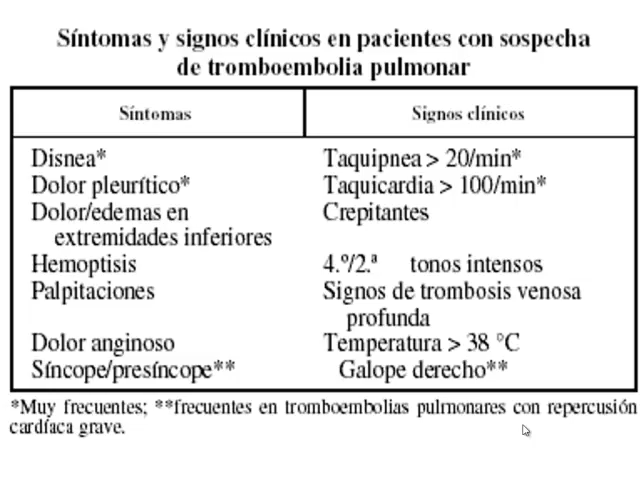 Síntomas y signos clínicos en pacientes con sospecha
de tromboembolia pulmonar
Síntomas Signos clínicos
Disnea* Taquipnea > 20/min*
Dolor pleurítico* Taquicardia > 100/min*
Dolor/edemas en Crepitantes
extremidades inferiores
Hemoptisis 4.º/2.ª tonos intensos
Palpitaciones Signos de trombosis venosa
profunda
Dolor anginoso Temperatura > 38 °C
Síncope/presíncope** Galope derecho**
*Muy frecuentes; **frecuentes en tromboembolias pulmonares con repercusión
cardíaca grave.